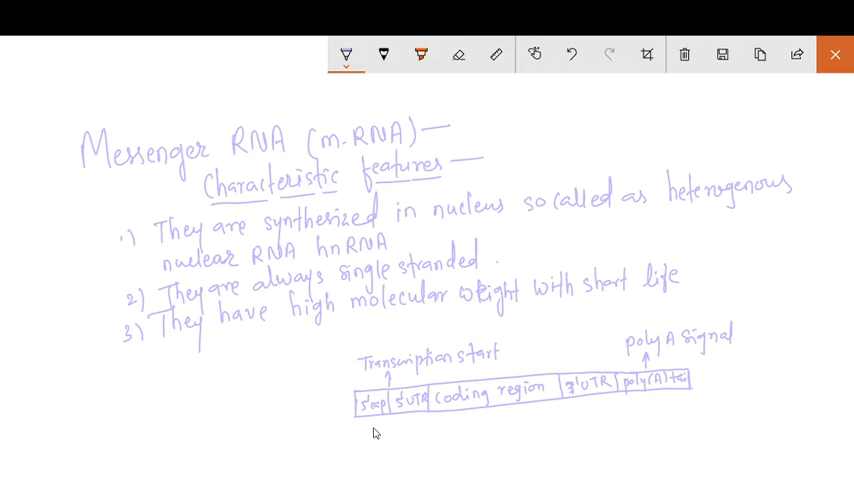 Messenger RNA (m.RNA)—
Characteristic features —
1) They are synthesized in nucleus so called as heterogenous
nuclear RNA hnRNA
2) They are always single stranded.
3) They have high molecular weight with short life
Transcription start
poly A Signal
5'cap 5'UTR coding region 3'UTR poly(A)tail